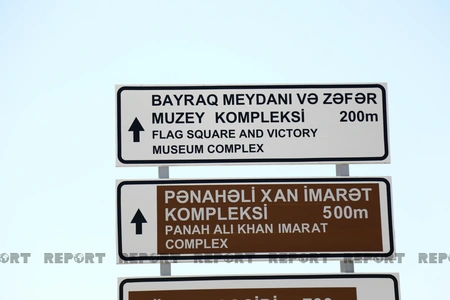 BAYRAQ MEYDANI VƏ ZƏFƏR
MUZEY KOMPLEKSİ 200m
FLAG SQUARE AND VICTORY
MUSEUM COMPLEX
PƏNAHƏLİ XAN İMARƏT
KOMPLEKSİ 500m
PANAH ALI KHAN IMARAT
COMPLEX
REPORT REPORT REPORT REPORT REPORT